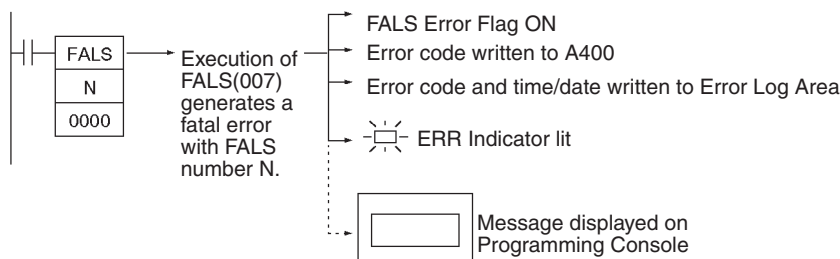 FALS
N
0000
Execution of
FALS(007)
generates a
fatal error
with FALS
number N.
FALS Error Flag ON
Error code written to A400
Error code and time/date written to Error Log Area
ERR Indicator lit
Message displayed on
Programming Console